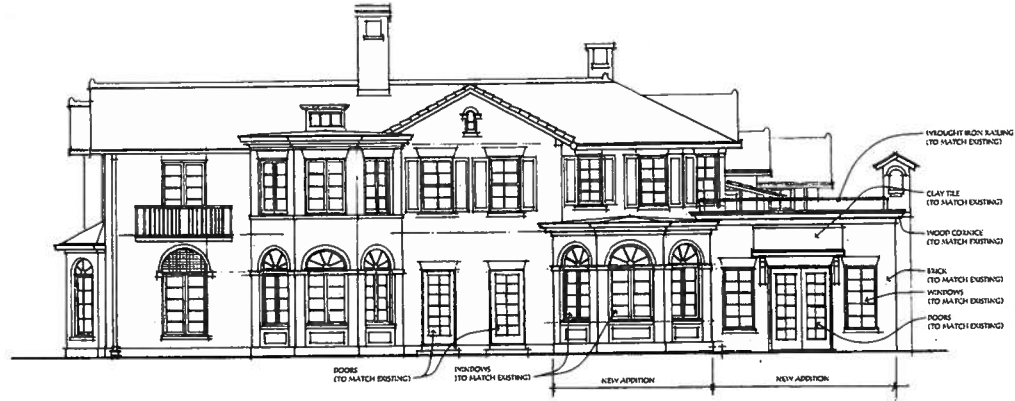 WROUGHT IRON RAILING
(TO MATCH EXISTING)
CLAY TILE
(TO MATCH EXISTING)
WOOD CORNICE
(TO MATCH EXISTING)
BRICK
(TO MATCH EXISTING)
WINDOWS
(TO MATCH EXISTING)
DOORS
(TO MATCH EXISTING)
DOORS
(TO MATCH EXISTING)
WINDOWS
(TO MATCH EXISTING)
NEW ADDITION
NEW ADDITION